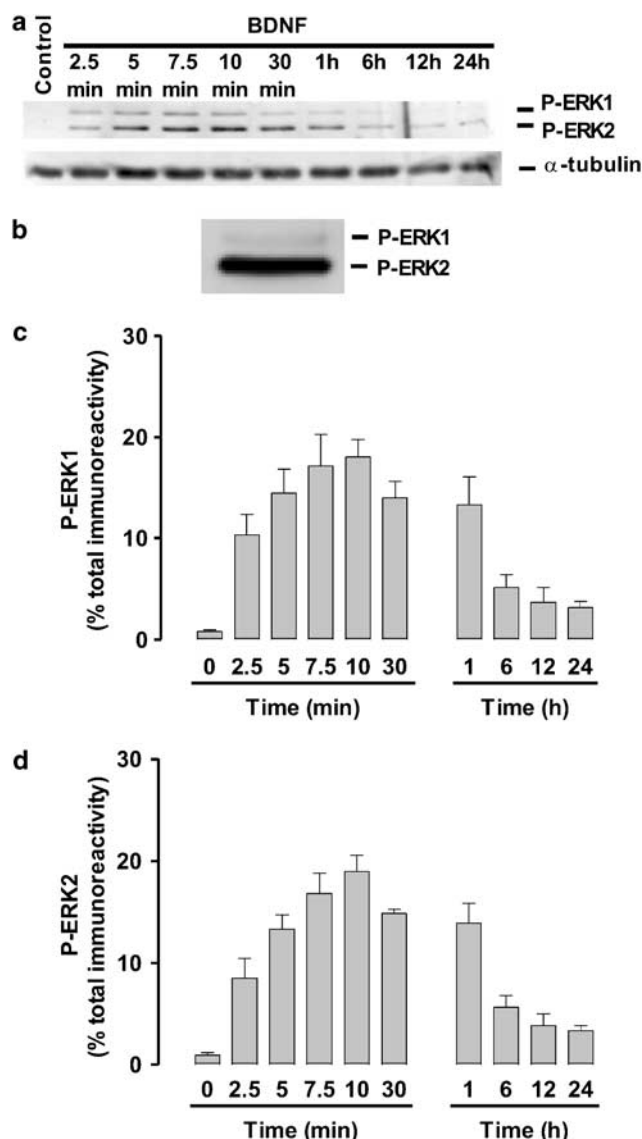 a
BDNF
Control
2.5 5 7.5 10 30 1h 6h 12h 24h
min min min min min
P-ERK1
P-ERK2
α-tubulin
b
P-ERK1
P-ERK2
c
P-ERK1
(% total immunoreactivity)
30
20
10
0
0 2.5 5 7.5 10 30 1 6 12 24
Time (min) Time (h)
d
P-ERK2
(% total immunoreactivity)
30
20
10
0
0 2.5 5 7.5 10 30 1 6 12 24
Time (min) Time (h)